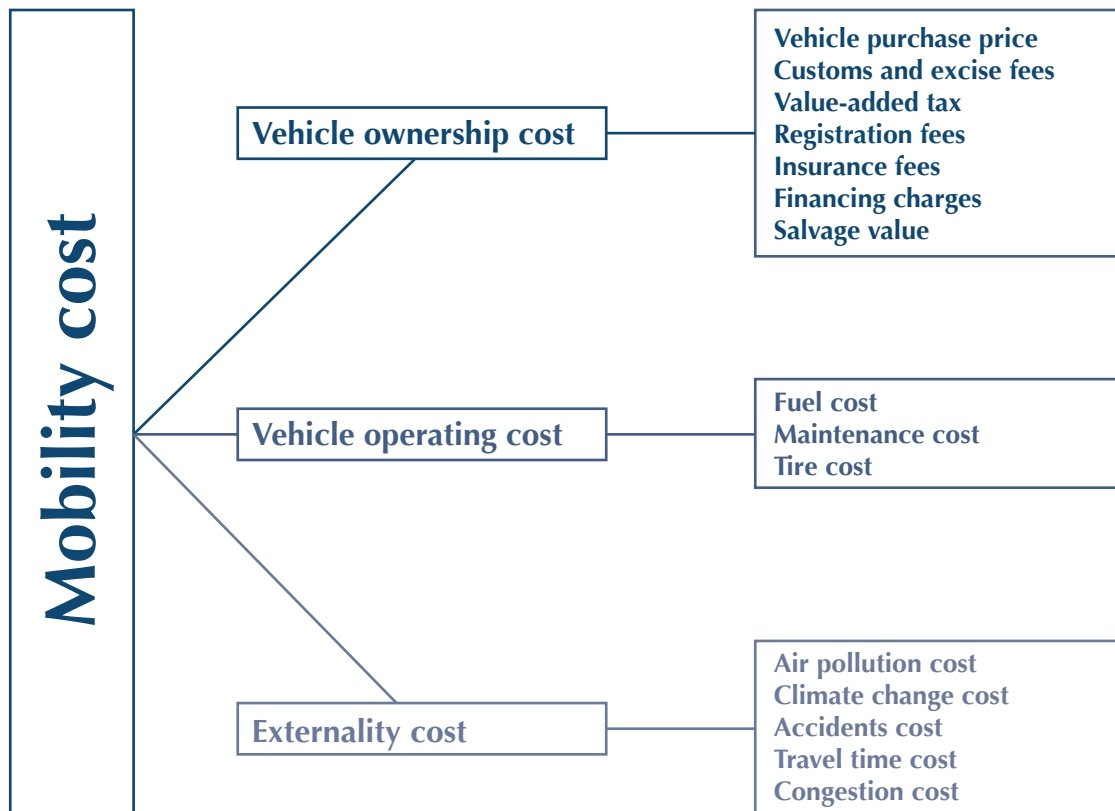 Mobility cost
Vehicle ownership cost
Vehicle purchase price
Customs and excise fees
Value-added tax
Registration fees
Insurance fees
Financing charges
Salvage value
Vehicle operating cost
Fuel cost
Maintenance cost
Tire cost
Externality cost
Air pollution cost
Climate change cost
Accidents cost
Travel time cost
Congestion cost